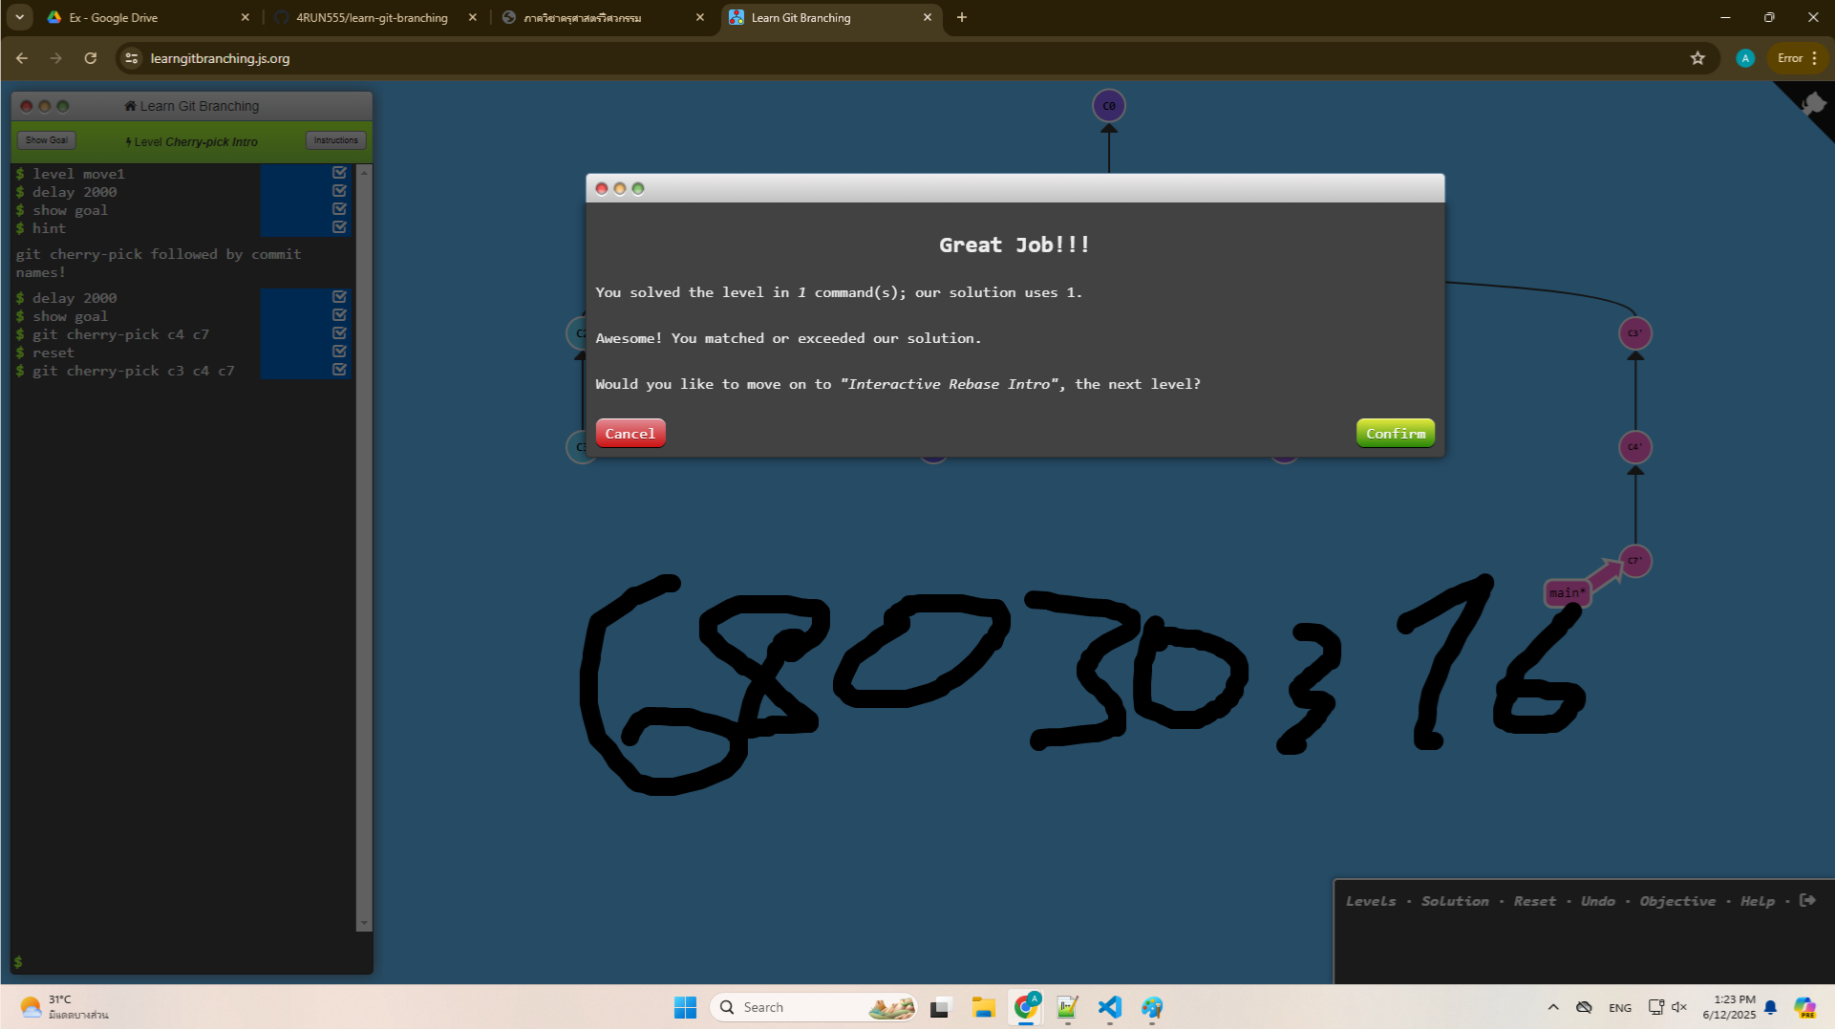 Ex - Google Drive
4RUN555/learn-git-branching
ภาควิชาครุศาสตร์วิศวกรรม
Learn Git Branching
learngitbranching.js.org
A
Error
Learn Git Branching
Show Goal
Level Cherry-pick Intro
Instructions
$ level move1
$ delay 2000
$ show goal
$ hint
git cherry-pick followed by commit
names!
$ delay 2000
$ show goal
$ git cherry-pick c4 c7
$ reset
$ git cherry-pick c3 c4 c7
$
C0
Great Job!!!
You solved the level in 1 command(s); our solution uses 1.
Awesome! You matched or exceeded our solution.
Would you like to move on to "Interactive Rebase Intro", the next level?
Cancel
Confirm
C3'
C4'
C7'
main*
68030316
Levels · Solution · Reset · Undo · Objective · Help ·
31°C
มีแดดบางส่วน
Search
A
ENG
1:23 PM
6/12/2025
PRE